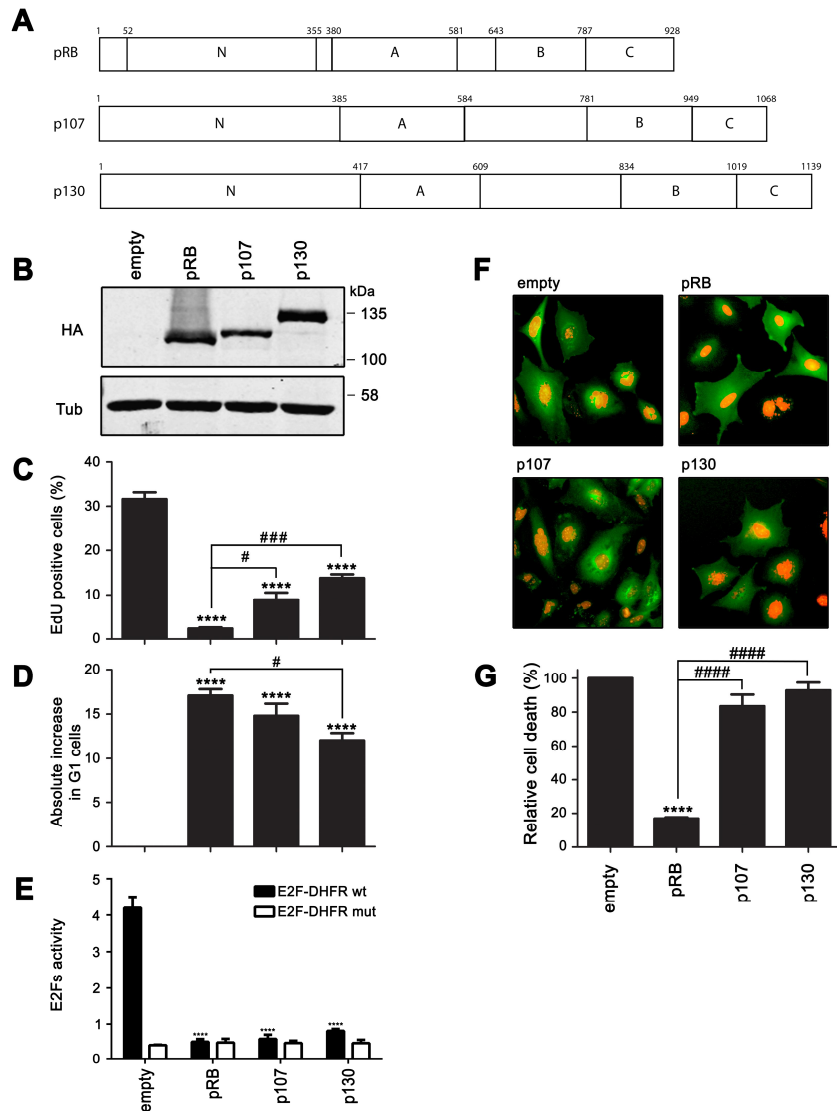 A
1 52 355 380 581 643 787 928
pRB N A B C
1 385 584 781 949 1068
p107 N A B C
1 417 609 834 1019 1139
p130 N A B C
B
empty pRB p107 p130
kDa
HA
135
100
Tub
58
C
EdU positive cells (%)
40
30
20
10
0
###
#
**** **** ****
D
Absolute increase
in G1 cells
20
15
10
5
0
#
**** **** ****
E
E2Fs activity
5
4
3
2
1
0
E2F-DHFR wt
E2F-DHFR mut
**** **** ****
empty pRB p107 p130
F
empty pRB
p107 p130
G
Relative cell death (%)
100
80
60
40
20
0
####
####
****
empty pRB p107 p130